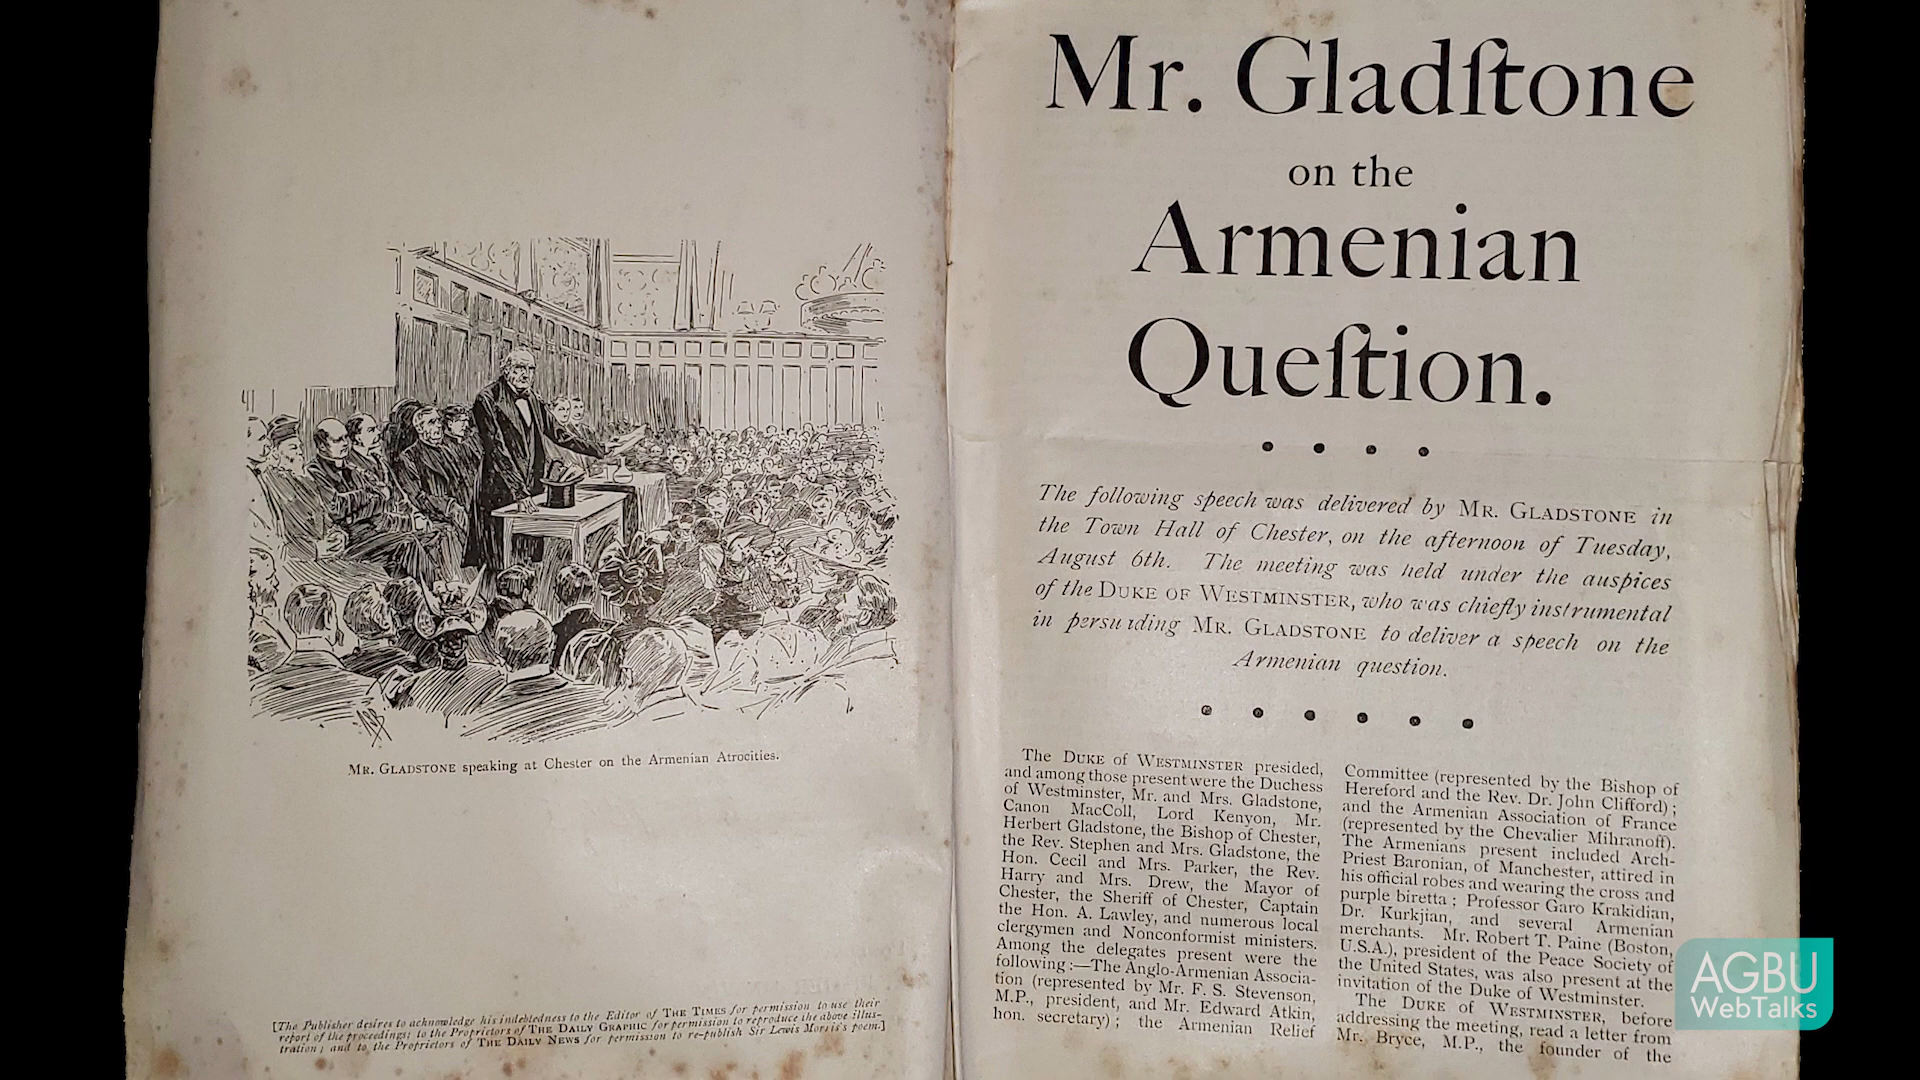 MR. GLADSTONE speaking at Chester on the Armenian Atrocities.
[The Publisher desires to acknowledge his indebtedness to the Editor of THE TIMES for permission to use their
report of the proceedings; to the Proprietors of THE DAILY GRAPHIC for permission to reproduce the above illus-
tration; and to the Proprietors of THE DAILY NEWS for permission to re-publish Sir Lewis Morris's poem.]
Mr. Gladſtone
on the
Armenian
Queſtion.
The following speech was delivered by MR. GLADSTONE in
the Town Hall of Chester, on the afternoon of Tuesday,
August 6th. The meeting was held under the auspices
of the DUKE OF WESTMINSTER, who was chiefly instrumental
in persuading MR. GLADSTONE to deliver a speech on the
Armenian question.
The DUKE OF WESTMINSTER presided,
and among those present were the Duchess
of Westminster, Mr. and Mrs. Gladstone,
Canon MacColl, Lord Kenyon, Mr.
Herbert Gladstone, the Bishop of Chester,
the Rev. Stephen and Mrs. Gladstone, the
Hon. Cecil and Mrs. Parker, the Rev.
Harry and Mrs. Drew, the Mayor of
Chester, the Sheriff of Chester, Captain
the Hon. A. Lawley, and numerous local
clergymen and Nonconformist ministers.
Among the delegates present were the
following:—The Anglo-Armenian Associa-
tion (represented by Mr. F. S. Stevenson,
M.P., president, and Mr. Edward Atkin,
hon. secretary); the Armenian Relief
Committee (represented by the Bishop of
Hereford and the Rev. Dr. John Clifford);
and the Armenian Association of France
(represented by the Chevalier Mihranoff).
The Armenians present included Arch-
Priest Baronian, of Manchester, attired in
his official robes and wearing the cross and
purple biretta; Professor Garo Krakidian,
Dr. Kurkjian, and several Armenian
merchants. Mr. Robert T. Paine (Boston,
U.S.A.), president of the Peace Society of
the United States, was also present at the
invitation of the Duke of Westminster.
The DUKE OF WESTMINSTER, before
addressing the meeting, read a letter from
Mr. Bryce, M.P., the founder of the
AGBU
WebTalks